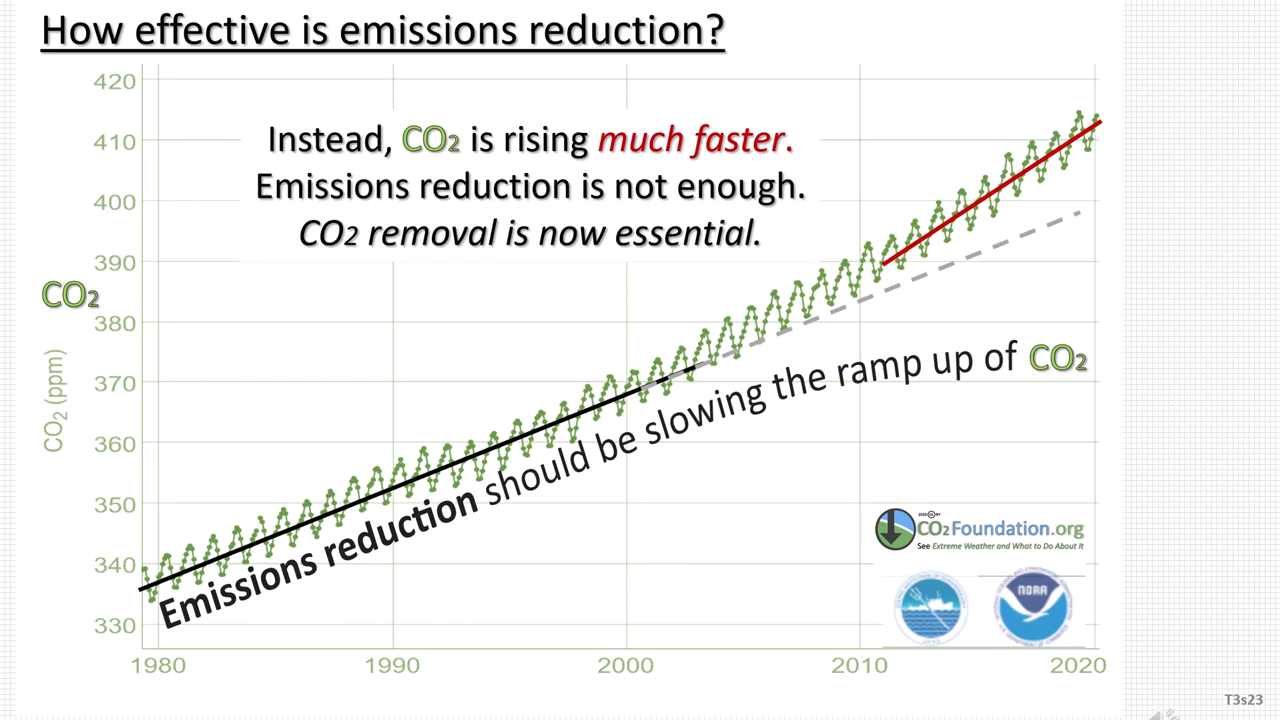 How effective is emissions reduction?
420
410
400
390
380
370
360
350
340
330
CO2
CO2 (ppm)
Instead, CO2 is rising much faster.
Emissions reduction is not enough.
CO2 removal is now essential.
Emissions reduction should be slowing the ramp up of CO2
CO2Foundation.org
See Extreme Weather and What to Do About It
NOAA
1980
1990
2000
2010
2020
T3s23